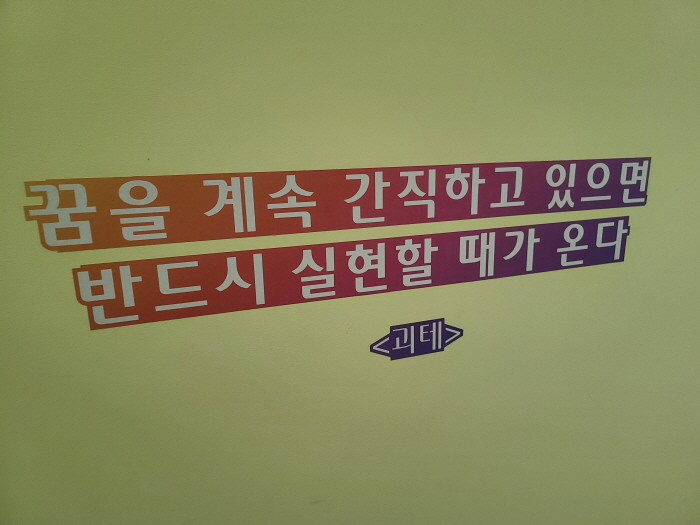 꿈을 계속 간직하고 있으면
반드시 실현할 때가 온다
<괴테>